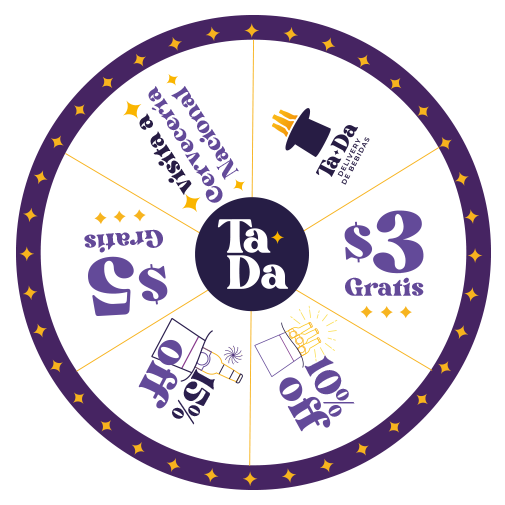 Visita a
Cervecería
Nacional
Ta Da
DELIVERY
DE BEBIDAS
$3
Gratis
10%
off
15%
off
$5
Gratis
Ta
Da